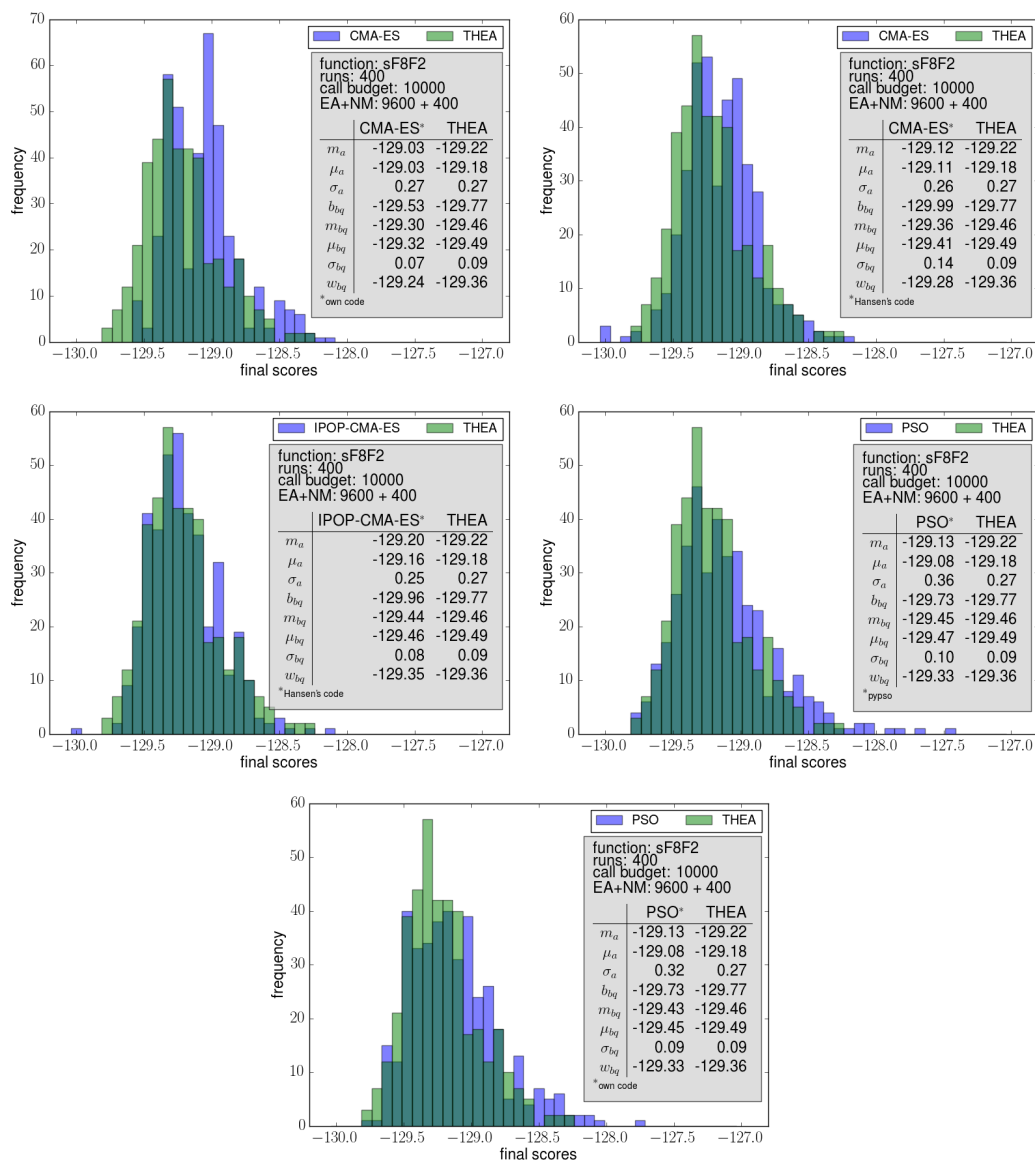 CMA-ES THEA
function: sF8F2
runs: 400
call budget: 10000
EA+NM: 9600 + 400
CMA-ES* THEA
m_a -129.03 -129.22
μ_a -129.03 -129.18
σ_a 0.27 0.27
b_bq -129.53 -129.77
m_bq -129.30 -129.46
μ_bq -129.32 -129.49
σ_bq 0.07 0.09
w_bq -129.24 -129.36
*own code
frequency
70
60
50
40
30
20
10
0
−130.0 −129.5 −129.0 −128.5 −128.0 −127.5 −127.0
final scores
CMA-ES THEA
function: sF8F2
runs: 400
call budget: 10000
EA+NM: 9600 + 400
CMA-ES* THEA
m_a -129.12 -129.22
μ_a -129.11 -129.18
σ_a 0.26 0.27
b_bq -129.99 -129.77
m_bq -129.36 -129.46
μ_bq -129.41 -129.49
σ_bq 0.14 0.09
w_bq -129.28 -129.36
*Hansen's code
frequency
60
50
40
30
20
10
0
−130.0 −129.5 −129.0 −128.5 −128.0 −127.5 −127.0
final scores
IPOP-CMA-ES THEA
function: sF8F2
runs: 400
call budget: 10000
EA+NM: 9600 + 400
IPOP-CMA-ES* THEA
m_a -129.20 -129.22
μ_a -129.16 -129.18
σ_a 0.25 0.27
b_bq -129.96 -129.77
m_bq -129.44 -129.46
μ_bq -129.46 -129.49
σ_bq 0.08 0.09
w_bq -129.35 -129.36
*Hansen's code
frequency
60
50
40
30
20
10
0
−130.0 −129.5 −129.0 −128.5 −128.0 −127.5 −127.0
final scores
PSO THEA
function: sF8F2
runs: 400
call budget: 10000
EA+NM: 9600 + 400
PSO* THEA
m_a -129.13 -129.22
μ_a -129.08 -129.18
σ_a 0.36 0.27
b_bq -129.73 -129.77
m_bq -129.45 -129.46
μ_bq -129.47 -129.49
σ_bq 0.10 0.09
w_bq -129.33 -129.36
*pypso
frequency
60
50
40
30
20
10
0
−130.0 −129.5 −129.0 −128.5 −128.0 −127.5 −127.0
final scores
PSO THEA
function: sF8F2
runs: 400
call budget: 10000
EA+NM: 9600 + 400
PSO* THEA
m_a -129.13 -129.22
μ_a -129.08 -129.18
σ_a 0.32 0.27
b_bq -129.73 -129.77
m_bq -129.43 -129.46
μ_bq -129.45 -129.49
σ_bq 0.09 0.09
w_bq -129.33 -129.36
*own code
frequency
60
50
40
30
20
10
0
−130.0 −129.5 −129.0 −128.5 −128.0 −127.5 −127.0
final scores